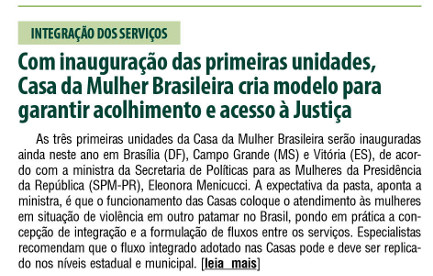 INTEGRAÇÃO DOS SERVIÇOS
Com inauguração das primeiras unidades,
Casa da Mulher Brasileira cria modelo para
garantir acolhimento e acesso à Justiça
As três primeiras unidades da Casa da Mulher Brasileira serão inauguradas
ainda neste ano em Brasília (DF), Campo Grande (MS) e Vitória (ES), de acor-
do com a ministra da Secretaria de Políticas para as Mulheres da Presidência
da República (SPM-PR), Eleonora Menicucci. A expectativa da pasta, aponta a
ministra, é que o funcionamento das Casas coloque o atendimento às mulheres
em situação de violência em outro patamar no Brasil, pondo em prática a con-
cepção de integração e a formulação de fluxos entre os serviços. Especialistas
recomendam que o fluxo integrado adotado nas Casas pode e deve ser replica-
do nos níveis estadual e municipal. [leia mais]